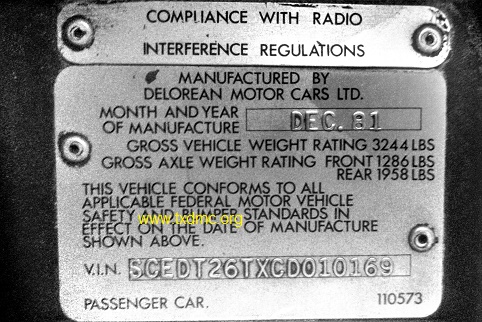 COMPLIANCE WITH RADIO
INTERFERENCE REGULATIONS
MANUFACTURED BY
DELOREAN MOTOR CARS LTD.
MONTH AND YEAR
OF MANUFACTURE DEC. 81
GROSS VEHICLE WEIGHT RATING 3244 LBS
GROSS AXLE WEIGHT RATING FRONT 1286 LBS
REAR 1958 LBS
THIS VEHICLE CONFORMS TO ALL
APPLICABLE FEDERAL MOTOR VEHICLE
SAFETY BUMPER STANDARDS IN
www.txdmc.org
EFFECT ON THE DATE OF MANUFACTURE
SHOWN ABOVE.
V.I.N. SCEDT26TXCD010169
PASSENGER CAR. 110573